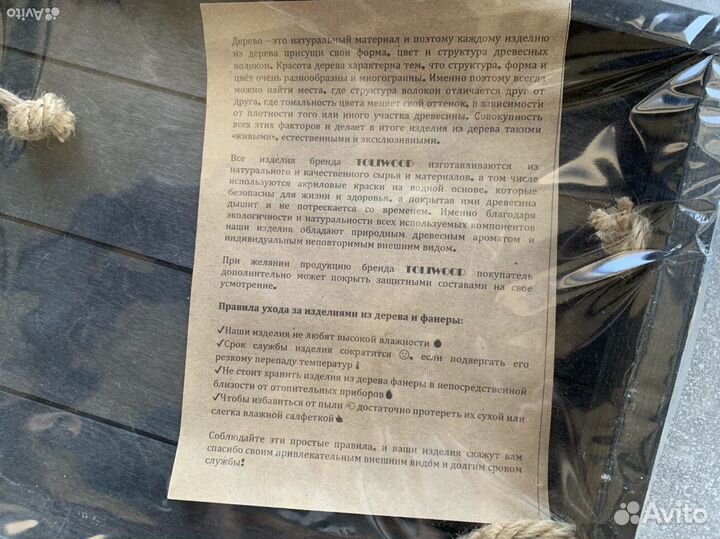 Avito
Дерево – это натуральный материал и поэтому каждому изделию
из дерева присущи свои форма, цвет и структура древесных
волокон. Красота дерева характерна тем, что структура, форма и
цвет очень разнообразны и многогранны. Именно поэтому всегда
можно найти места, где структура волокон отличается друг от
друга, где тональность цвета меняет свой оттенок, в зависимости
от плотности того или иного участка древесины. Совокупность
всех этих факторов и делает в итоге изделия из дерева такими
«живыми», естественными и эксклюзивными.
Все изделия бренда TOLIWOOD изготавливаются из
натурального и качественного сырья и материалов, в том числе
используются акриловые краски на водной основе, которые
безопасны для жизни и здоровья, а покрытая ими древесина
дышит и не потрескается со временем. Именно благодаря
экологичности и натуральности всех используемых компонентов
наши изделия обладают природным древесным ароматом и
индивидуальным неповторимым внешним видом.
При желании продукцию бренда TOLIWOOD покупатель
дополнительно может покрыть защитными составами на свое
усмотрение.
Правила ухода за изделиями из дерева и фанеры:
✓Наши изделия не любят высокой влажности
✓Срок службы изделия сократится ☹, если подвергать его
резкому перепаду температур
✓Не стоит хранить изделия из дерева фанеры в непосредственной
близости от отопительных приборов
✓Чтобы избавиться от пыли достаточно протереть их сухой или
слегка влажной салфеткой
Соблюдайте эти простые правила, и ваши изделия скажут вам
спасибо своим привлекательным внешним видом и долгим сроком
службы!
Avito